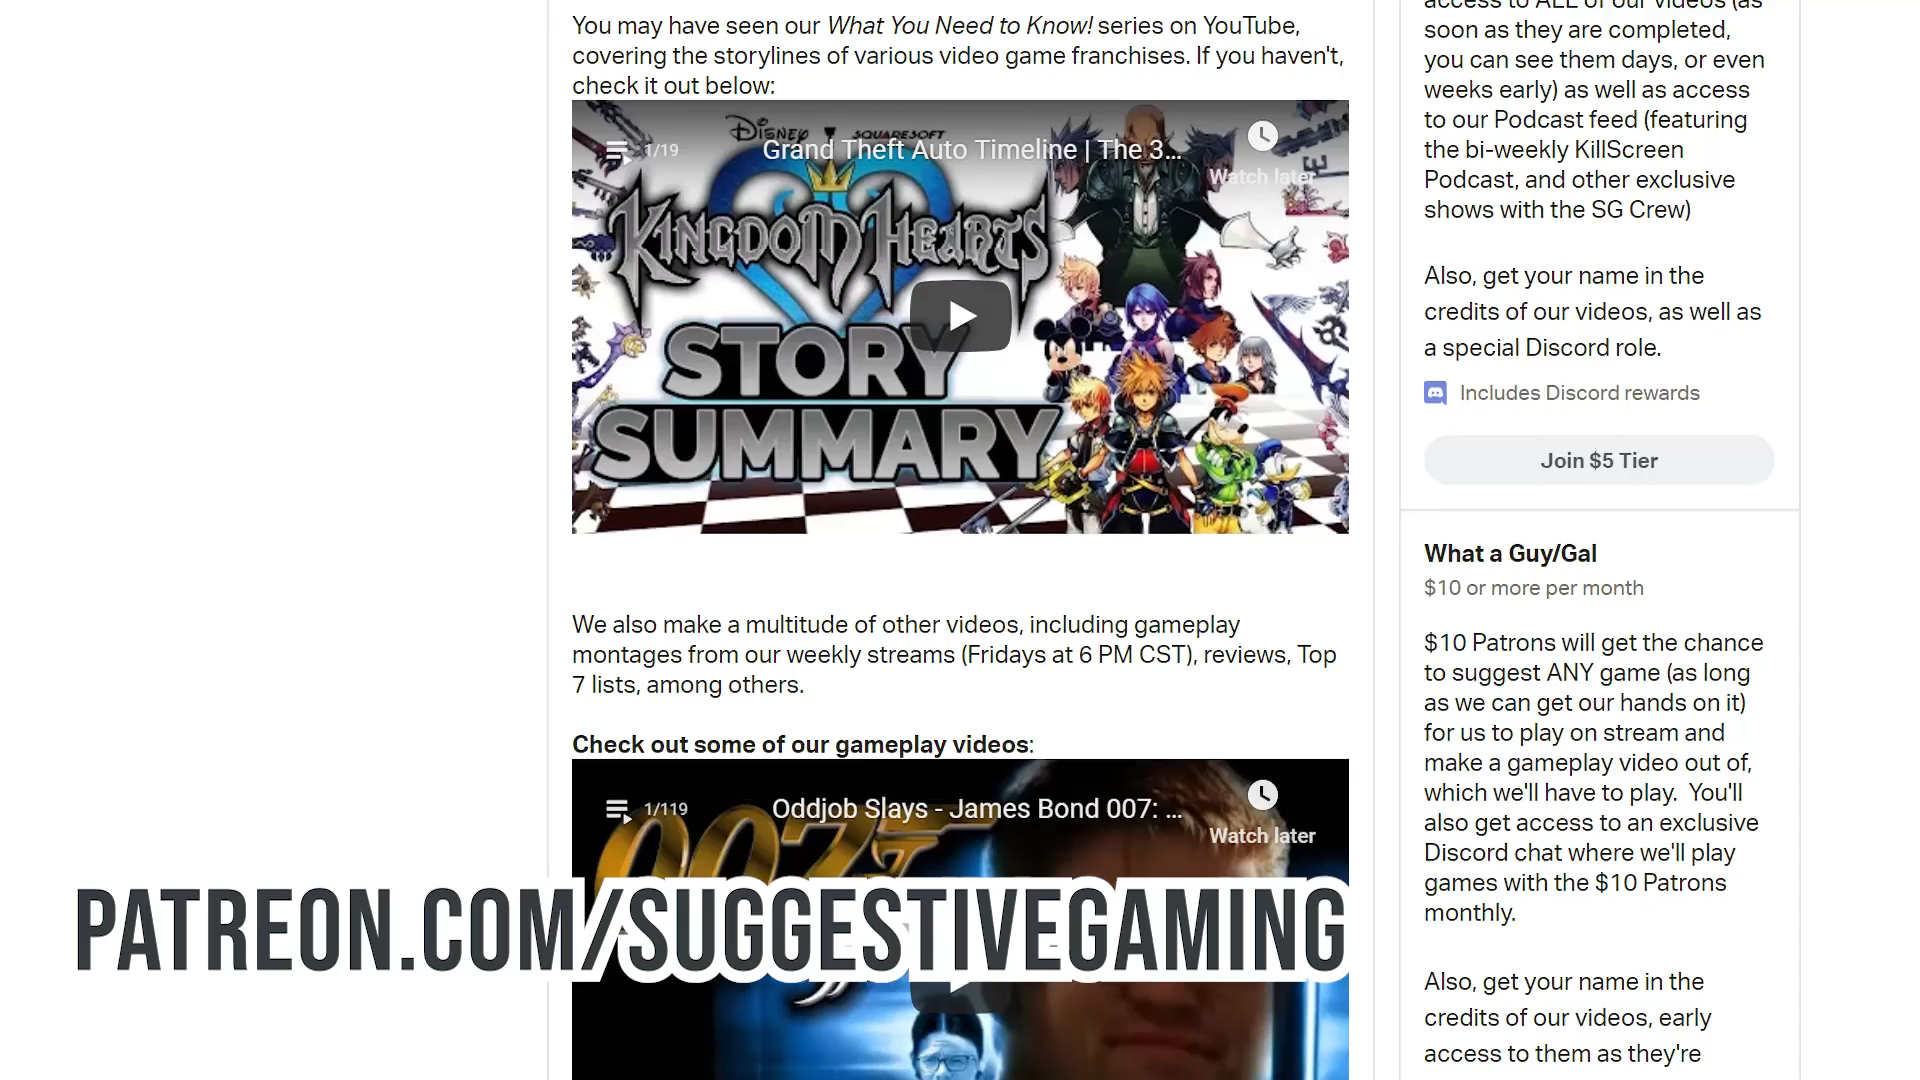 You may have seen our What You Need to Know! series on YouTube,
covering the storylines of various video game franchises. If you haven't,
check it out below:
Disney
SQUARESOFT
1/19
Grand Theft Auto Timeline | The 3...
Watch later
KINGDOM HEARTS
STORY
SUMMARY
We also make a multitude of other videos, including gameplay
montages from our weekly streams (Fridays at 6 PM CST), reviews, Top
7 lists, among others.
Check out some of our gameplay videos:
1/119
Oddjob Slays - James Bond 007: ...
Watch later
007
PATREON.COM/SUGGESTIVEGAMING
access to ALL of our videos (as
soon as they are completed,
you can see them days, or even
weeks early) as well as access
to our Podcast feed (featuring
the bi-weekly KillScreen
Podcast, and other exclusive
shows with the SG Crew)
Also, get your name in the
credits of our videos, as well as
a special Discord role.
Includes Discord rewards
Join $5 Tier
What a Guy/Gal
$10 or more per month
$10 Patrons will get the chance
to suggest ANY game (as long
as we can get our hands on it)
for us to play on stream and
make a gameplay video out of,
which we'll have to play. You'll
also get access to an exclusive
Discord chat where we'll play
games with the $10 Patrons
monthly.
Also, get your name in the
credits of our videos, early
access to them as they're